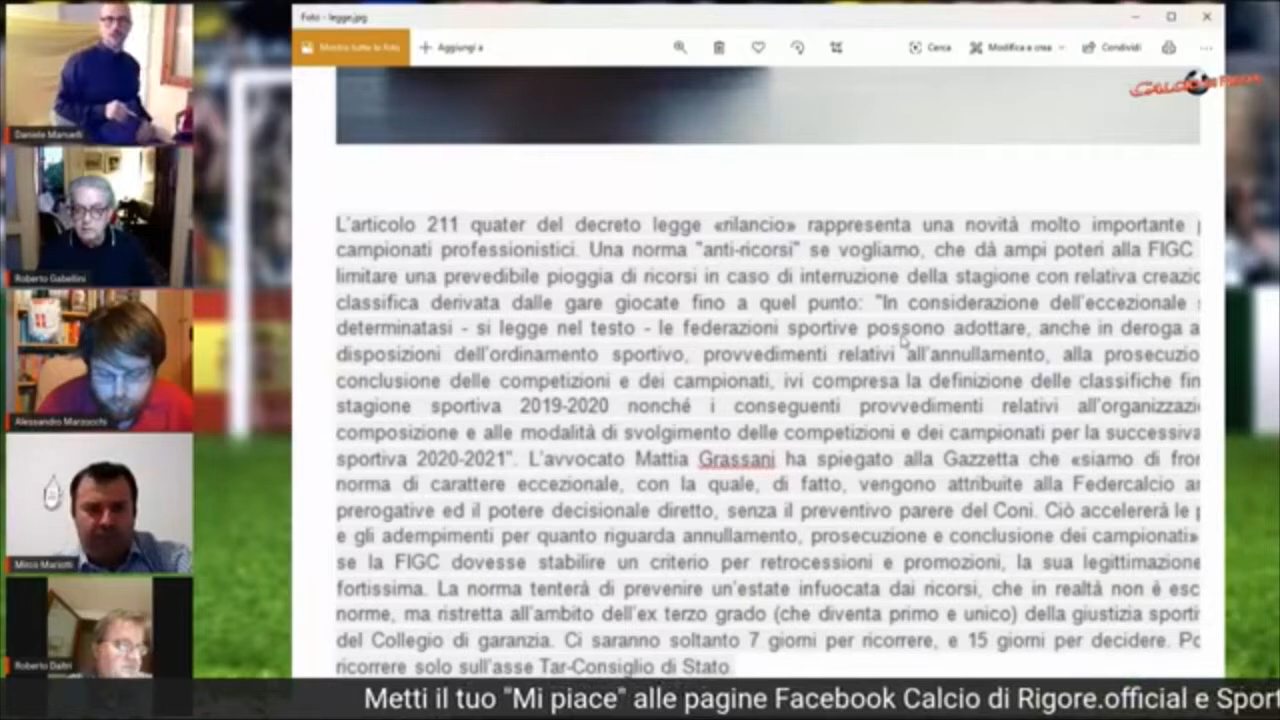 Foto - legge.jpg
Mostra tutte le foto
Aggiungi a
Cerca
Modifica e crea
Condividi
Daniele Manuelli
Roberto Gabellini
Alessandro Marzocchi
Mirco Mariotti
Roberto Daltri
L'articolo 211 quater del decreto legge «rilancio» rappresenta una novità molto importante
campionati professionistici. Una norma "anti-ricorsi" se vogliamo, che dà ampi poteri alla FIGC
limitare una prevedibile pioggia di ricorsi in caso di interruzione della stagione con relativa creazio
classifica derivata dalle gare giocate fino a quel punto: "In considerazione dell'eccezionale
determinatasi - si legge nel testo - le federazioni sportive possono adottare, anche in deroga a
disposizioni dell'ordinamento sportivo, provvedimenti relativi all'annullamento, alla prosecuzio
conclusione delle competizioni e dei campionati, ivi compresa la definizione delle classifiche fin
stagione sportiva 2019-2020 nonché i conseguenti provvedimenti relativi all'organizzazi
composizione e alle modalità di svolgimento delle competizioni e dei campionati per la successiva
sportiva 2020-2021". L'avvocato Mattia Grassani ha spiegato alla Gazzetta che «siamo di fron
norma di carattere eccezionale, con la quale, di fatto, vengono attribuite alla Federcalcio am
prerogative ed il potere decisionale diretto, senza il preventivo parere del Coni. Ciò accelererà le p
e gli adempimenti per quanto riguarda annullamento, prosecuzione e conclusione dei campionati»
se la FIGC dovesse stabilire un criterio per retrocessioni e promozioni, la sua legittimazione
fortissima. La norma tenterà di prevenire un'estate infuocata dai ricorsi, che in realtà non è esc
norme, ma ristretta all'ambito dell'ex terzo grado (che diventa primo e unico) della giustizia sporti
del Collegio di garanzia. Ci saranno soltanto 7 giorni per ricorrere, e 15 giorni per decidere. Po
ricorrere solo sull'asse Tar-Consiglio di Stato.
Metti il tuo "Mi piace" alle pagine Facebook Calcio di Rigore.official e Spor